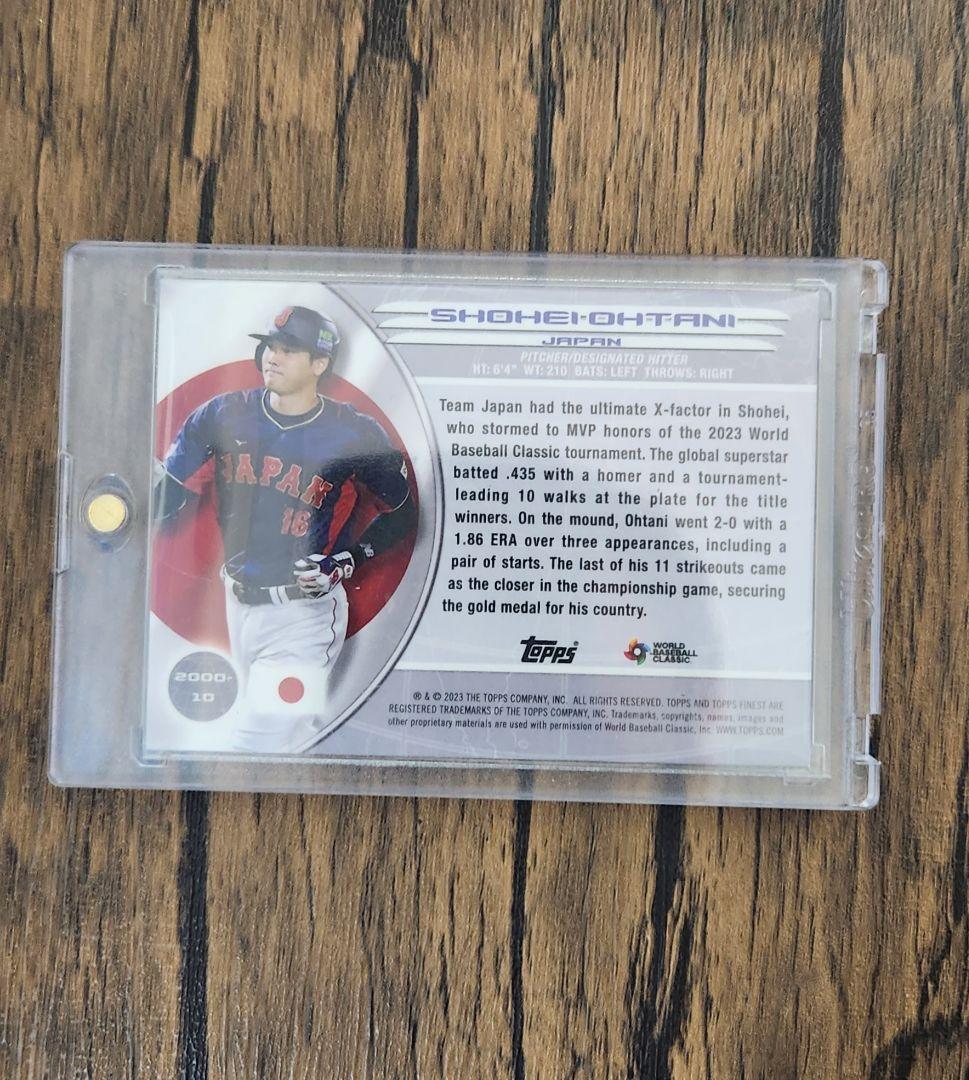 SHOHEI OHTANI
JAPAN
PITCHER/DESIGNATED HITTER
HT: 6'4" WT: 210 BATS: LEFT THROWS: RIGHT
Team Japan had the ultimate X-factor in Shohei,
who stormed to MVP honors of the 2023 World
Baseball Classic tournament. The global superstar
batted .435 with a homer and a tournament-
leading 10 walks at the plate for the title
winners. On the mound, Ohtani went 2-0 with a
1.86 ERA over three appearances, including a
pair of starts. The last of his 11 strikeouts came
as the closer in the championship game, securing
the gold medal for his country.
J
JAPAN
16
2000-
10
TOPPS®
WORLD
BASEBALL
CLASSIC
® & © 2023 THE TOPPS COMPANY, INC. ALL RIGHTS RESERVED. TOPPS AND TOPPS FINEST ARE
REGISTERED TRADEMARKS OF THE TOPPS COMPANY, INC. Trademarks, copyrights, names, images and
other proprietary materials are used with permission of World Baseball Classic, Inc. WWW.TOPPS.COM